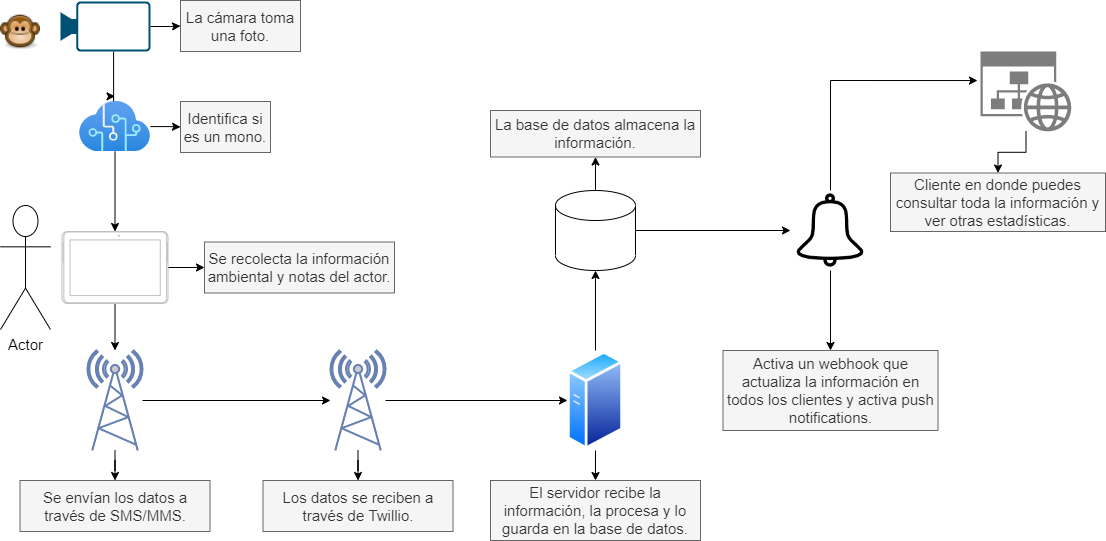 La cámara toma
una foto.
Identifica si
es un mono.
La base de datos almacena la
información.
Cliente en donde puedes
consultar toda la información y
ver otras estadísticas.
Se recolecta la información
ambiental y notas del actor.
Actor
Activa un webhook que
actualiza la información en
todos los clientes y activa push
notifications.
Se envían los datos a
través de SMS/MMS.
Los datos se reciben a
través de Twillio.
El servidor recibe la
información, la procesa y lo
guarda en la base de datos.